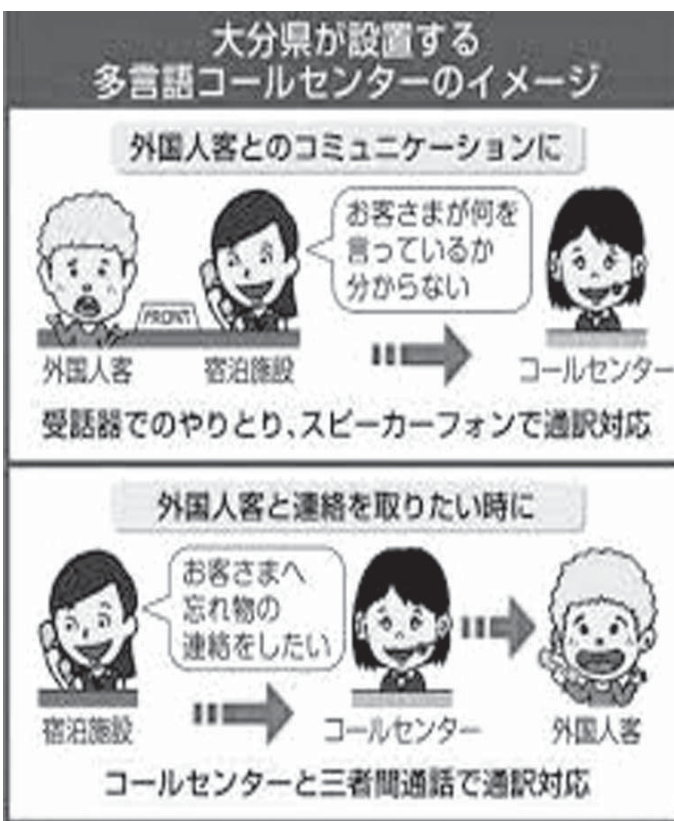 大分県が設置する
多言語コールセンターのイメージ
外国人客とのコミュニケーションに
お客さまが何を
言っているか
分からない
FRONT
外国人客
宿泊施設
コールセンター
受話器でのやりとり、スピーカーフォンで通訳対応
外国人客と連絡を取りたい時に
お客さまへ
忘れ物の
連絡をしたい
宿泊施設
コールセンター
外国人客
コールセンターと三者間通話で通訳対応